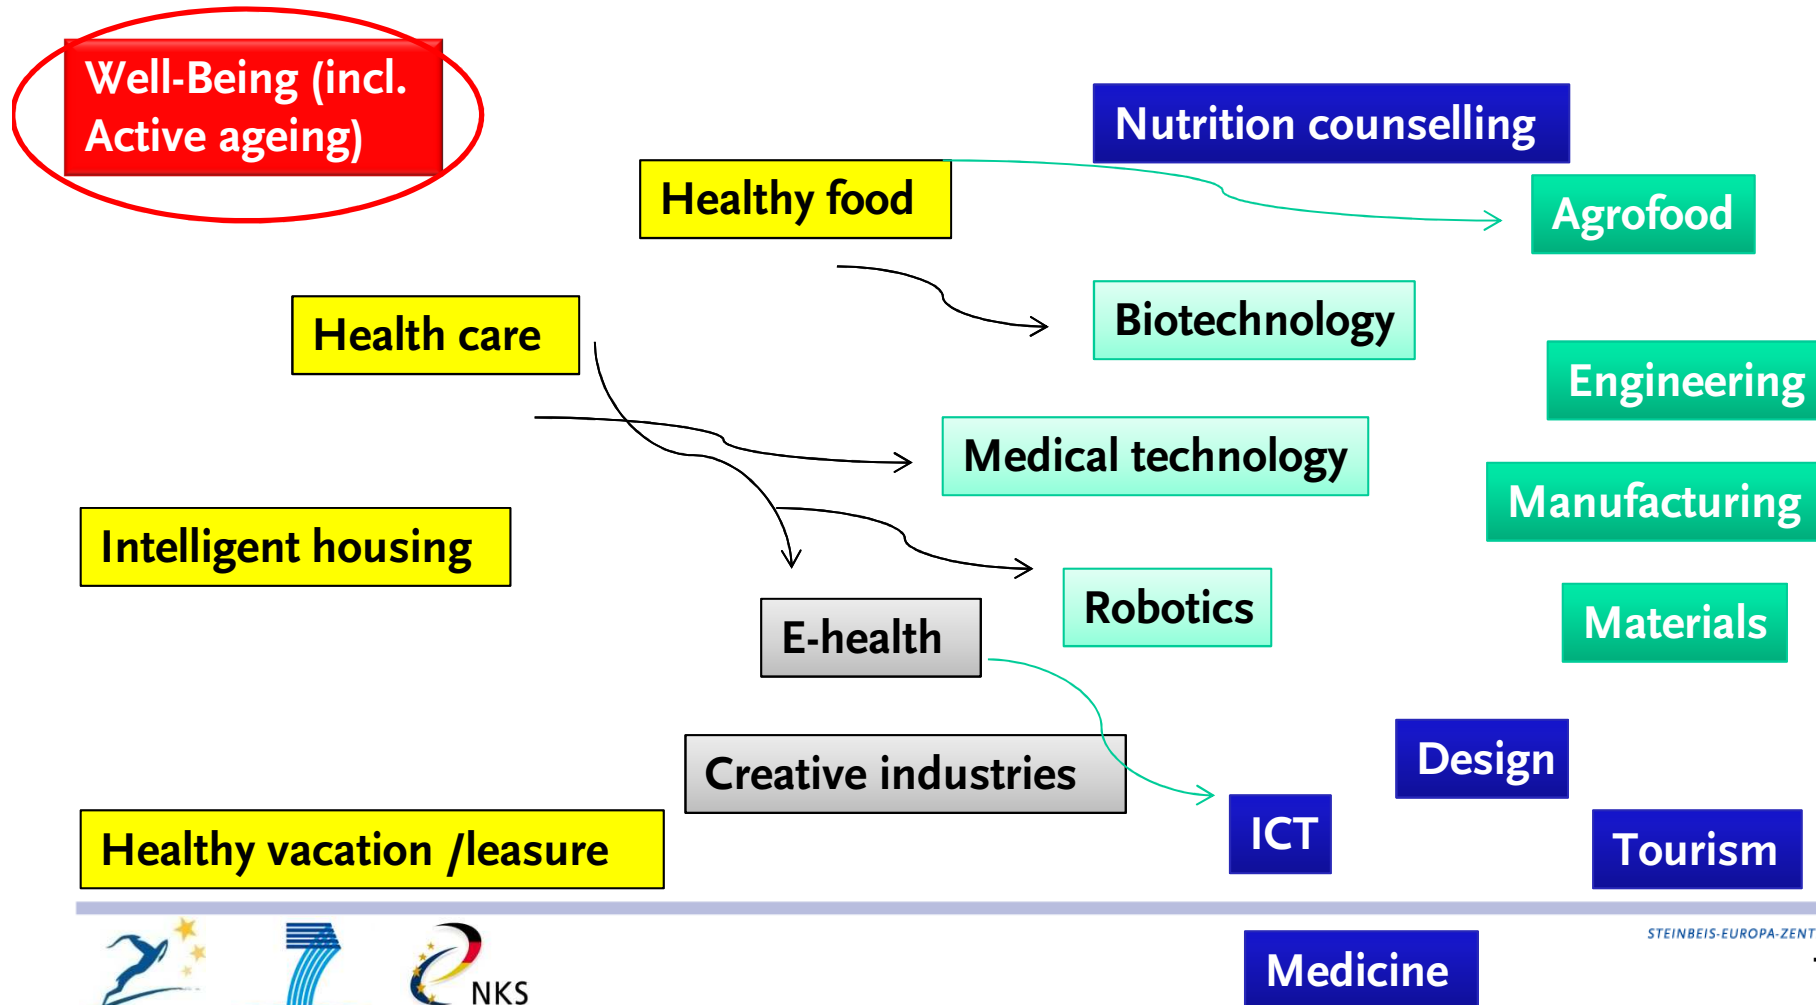 Well-Being (incl.
Active ageing)
Nutrition counselling
Healthy food
Agrofood
Biotechnology
Health care
Engineering
Medical technology
Manufacturing
Intelligent housing
Robotics
Materials
E-health
Creative industries
Design
ICT
Healthy vacation /leasure
Tourism
STEINBEIS-EUROPA-ZENT
Medicine
NKS